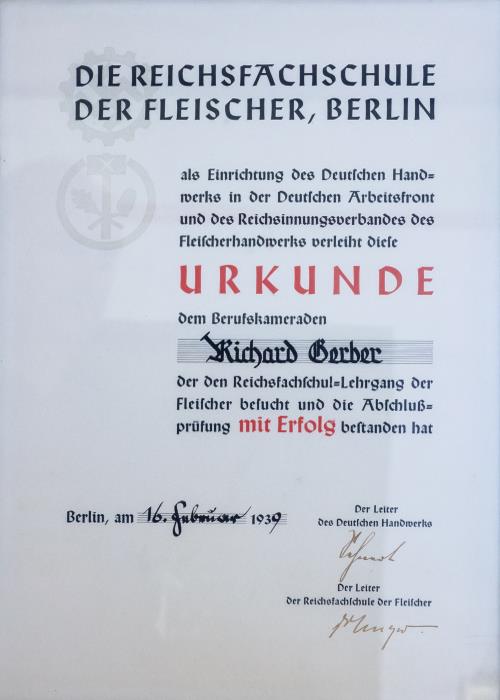 DIE REICHSFACHSCHULE
DER FLEISCHER, BERLIN
als Einrichtung des Deutſchen Hand=
werks in der Deutſchen Arbeitsfront
und des Reichsinnungsverbandes des
Fleiſcherhandwerks verleiht dieſe
URKUNDE
dem Berufskameraden
Richard Gerber
der den Reichsfachſchul=Lehrgang der
Fleiſcher beſucht und die Abſchluß=
prüfung mit Erfolg beſtanden hat
Berlin, am 16. Februar 1939
Der Leiter
des Deutſchen Handwerks
Der Leiter
der Reichsfachſchule der Fleiſcher